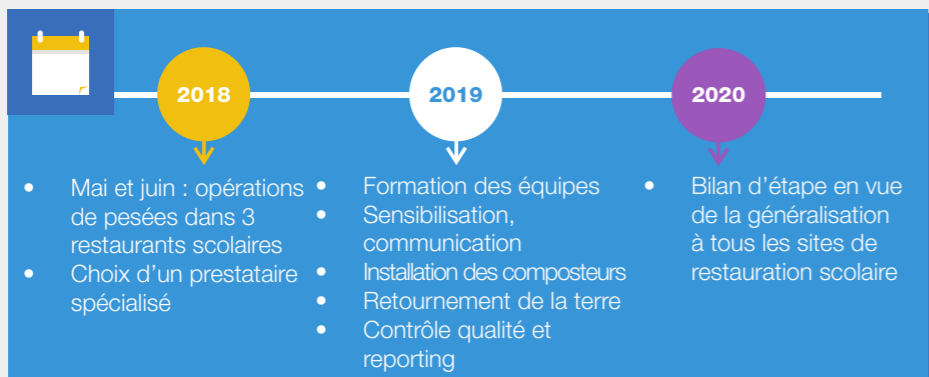 2018
2019
2020
• Mai et juin : opérations
de pesées dans 3
restaurants scolaires
• Choix d’un prestataire
spécialisé
• Formation des équipes
• Sensibilisation,
communication
• Installation des composteurs
• Retournement de la terre
• Contrôle qualité et
reporting
• Bilan d’étape en vue
de la généralisation
à tous les sites de
restauration scolaire